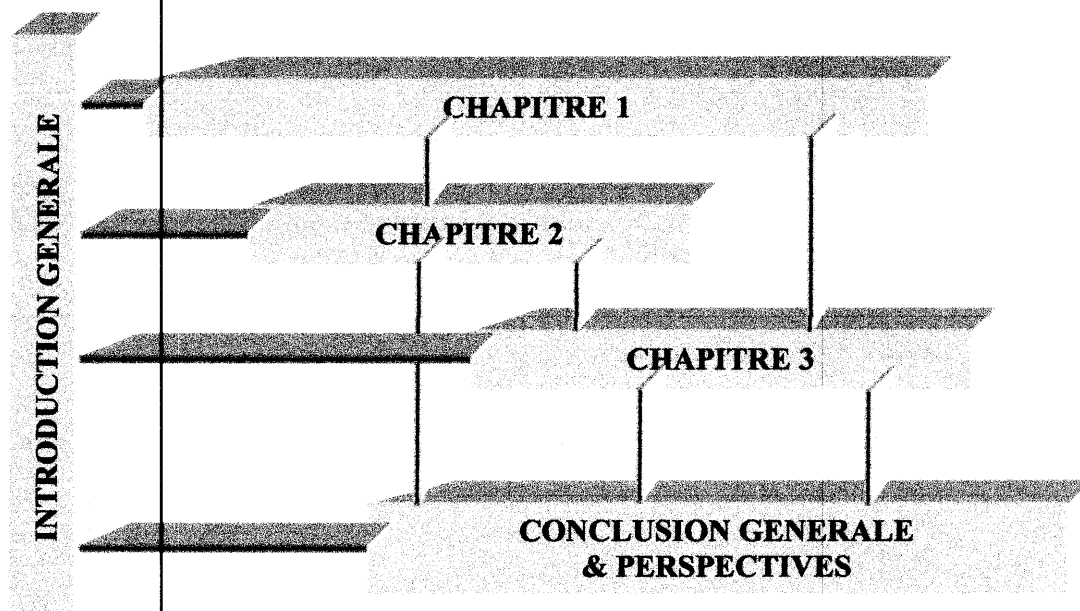 INTRODUCTION GENERALE
CHAPITRE 1
CHAPITRE 2
CHAPITRE 3
CONCLUSION GENERALE
& PERSPECTIVES